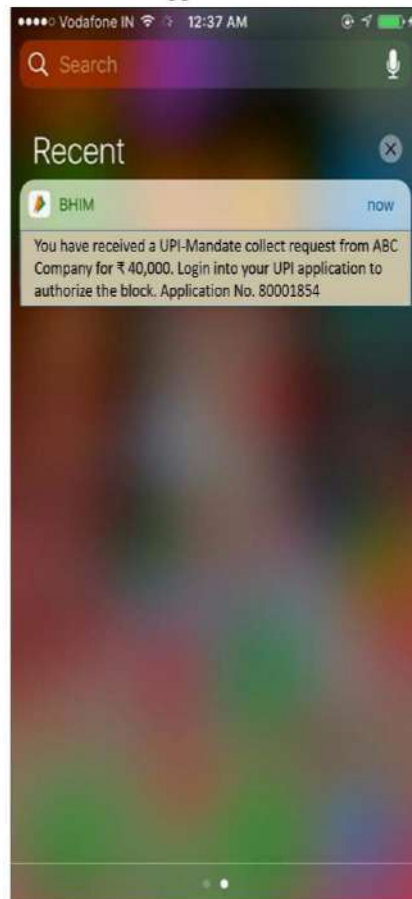 Vodafone IN 12:37 AM
Search
Recent
BHIM now
You have received a UPI-Mandate collect request from ABC
Company for ₹ 40,000. Login into your UPI application to
authorize the block. Application No. 80001854